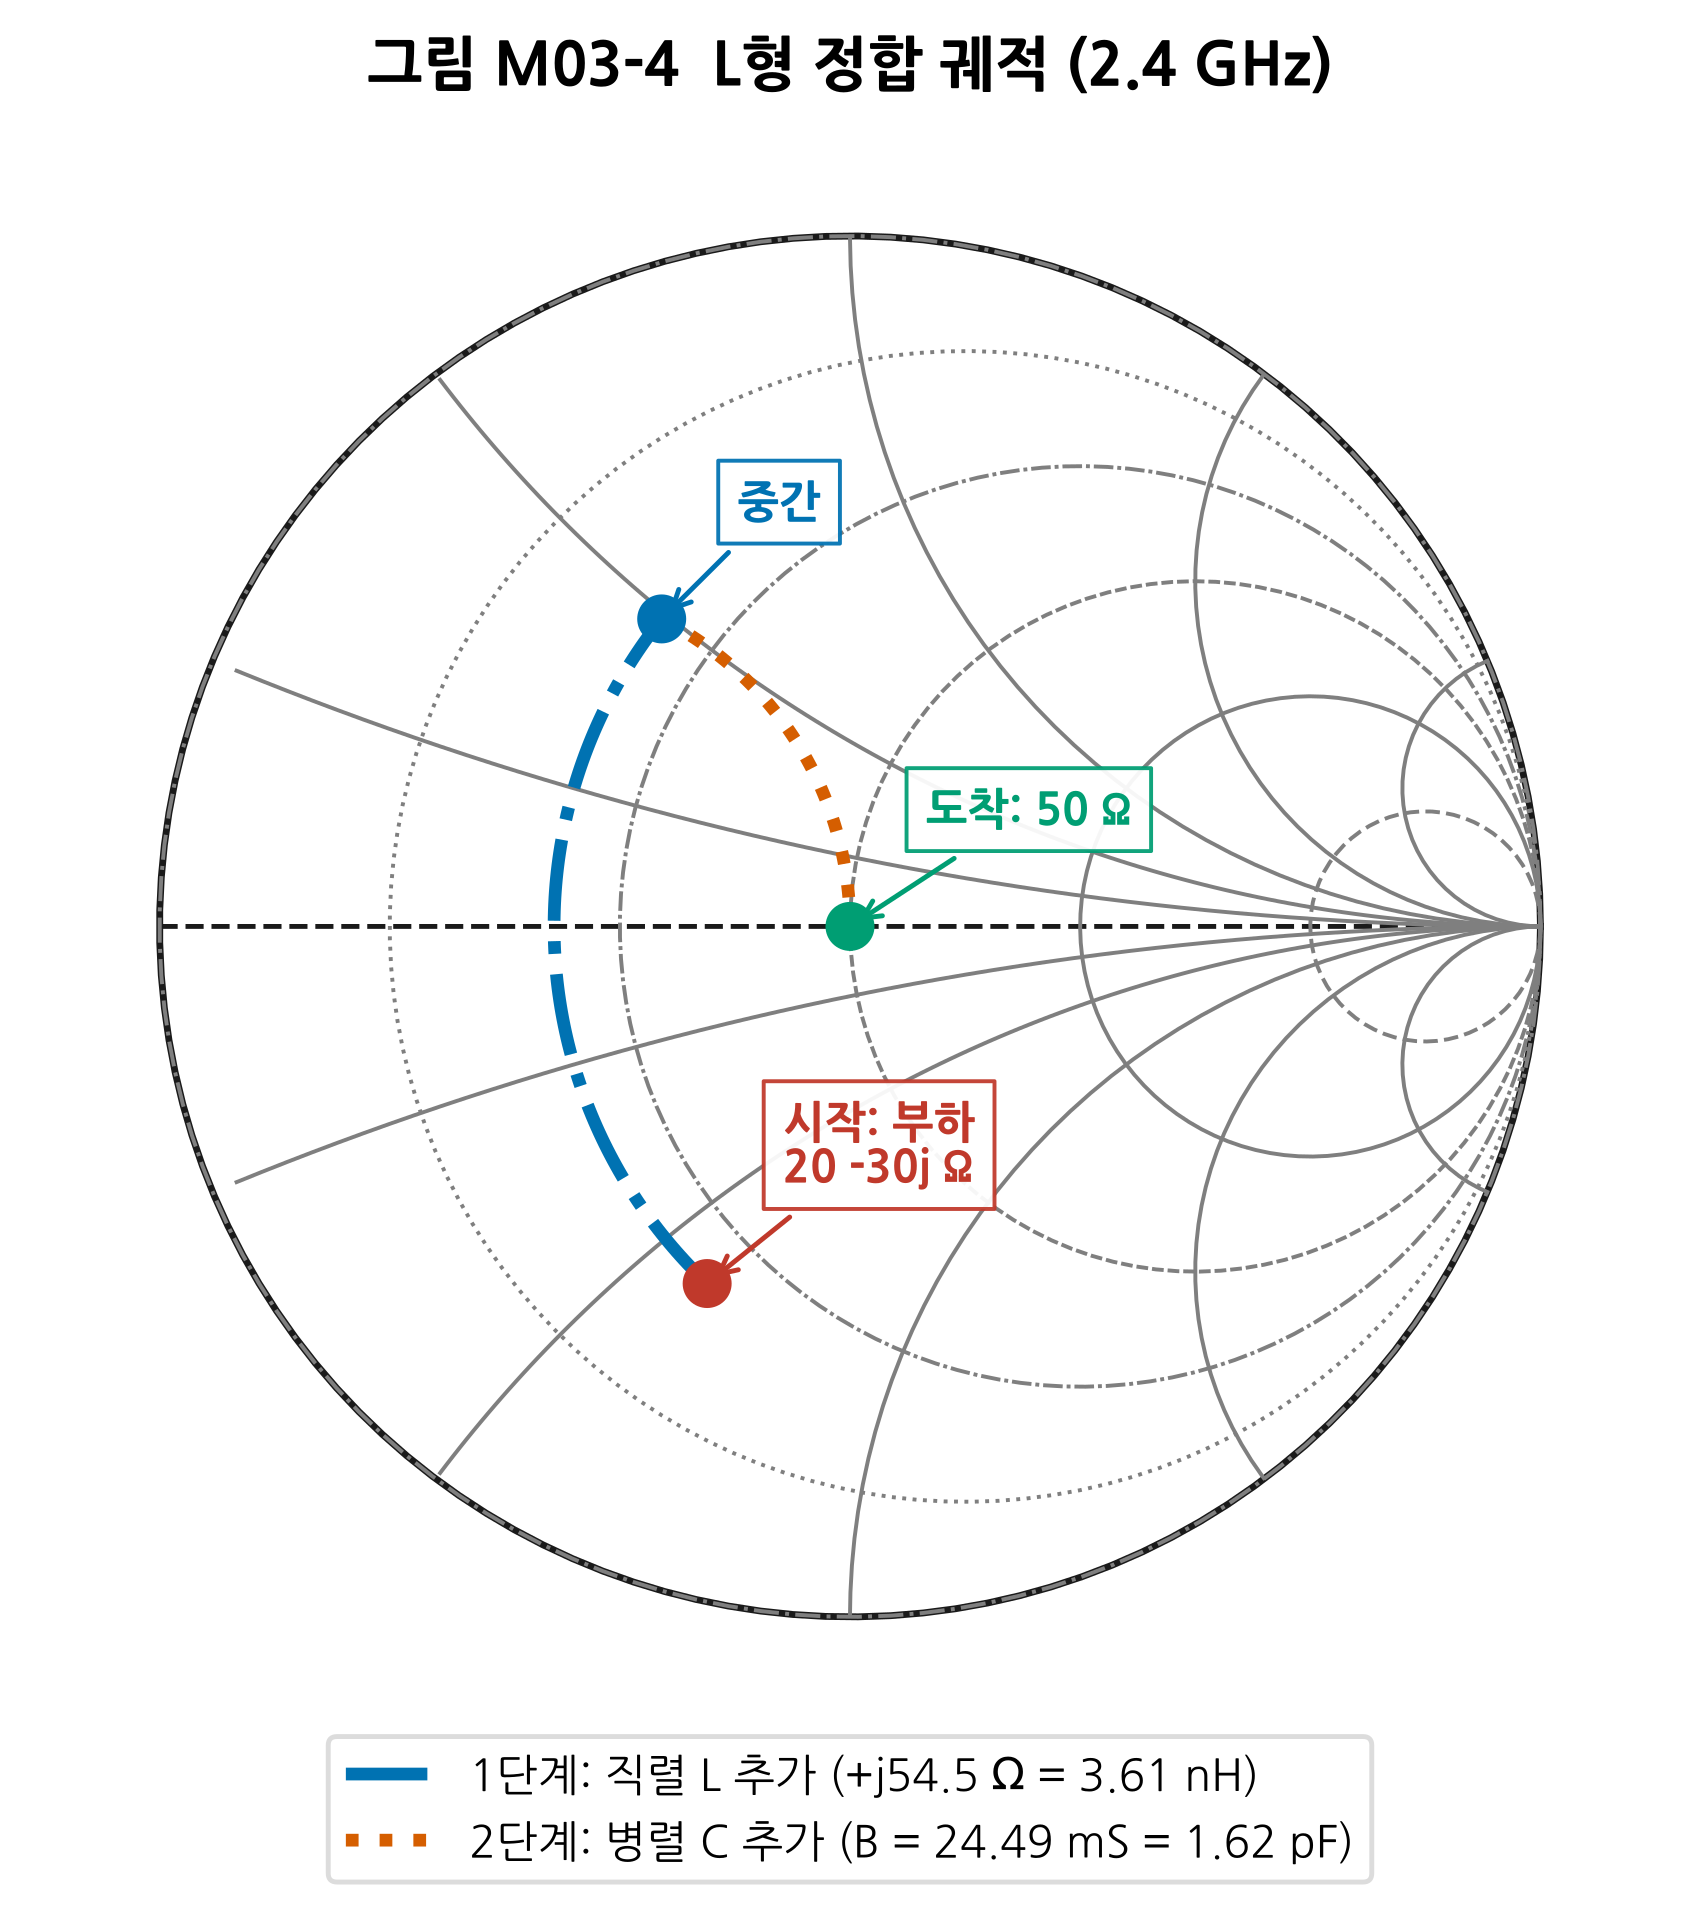 그림 M03-4 L형 정합 궤적 (2.4 GHz)
중간
도착: 50 Ω
시작: 부하
20 -30j Ω
1단계: 직렬 L 추가 (+j54.5 Ω = 3.61 nH)
2단계: 병렬 C 추가 (B = 24.49 mS = 1.62 pF)